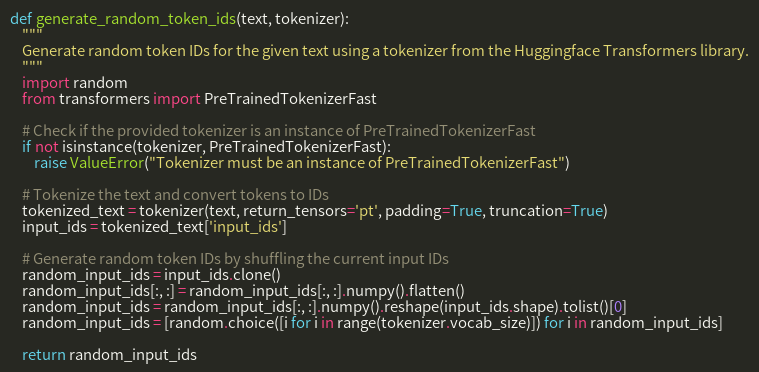 def generate_random_token_ids(text, tokenizer):
    """
    Generate random token IDs for the given text using a tokenizer from the Huggingface Transformers library.
    """
    import random
    from transformers import PreTrainedTokenizerFast

    # Check if the provided tokenizer is an instance of PreTrainedTokenizerFast
    if not isinstance(tokenizer, PreTrainedTokenizerFast):
        raise ValueError("Tokenizer must be an instance of PreTrainedTokenizerFast")

    # Tokenize the text and convert tokens to IDs
    tokenized_text = tokenizer(text, return_tensors='pt', padding=True, truncation=True)
    input_ids = tokenized_text['input_ids']

    # Generate random token IDs by shuffling the current input IDs
    random_input_ids = input_ids.clone()
    random_input_ids[:, :] = random_input_ids[:, :].numpy().flatten()
    random_input_ids = random_input_ids[:, :].numpy().reshape(input_ids.shape).tolist()[0]
    random_input_ids = [random.choice([i for i in range(tokenizer.vocab_size)]) for i in random_input_ids]

    return random_input_ids